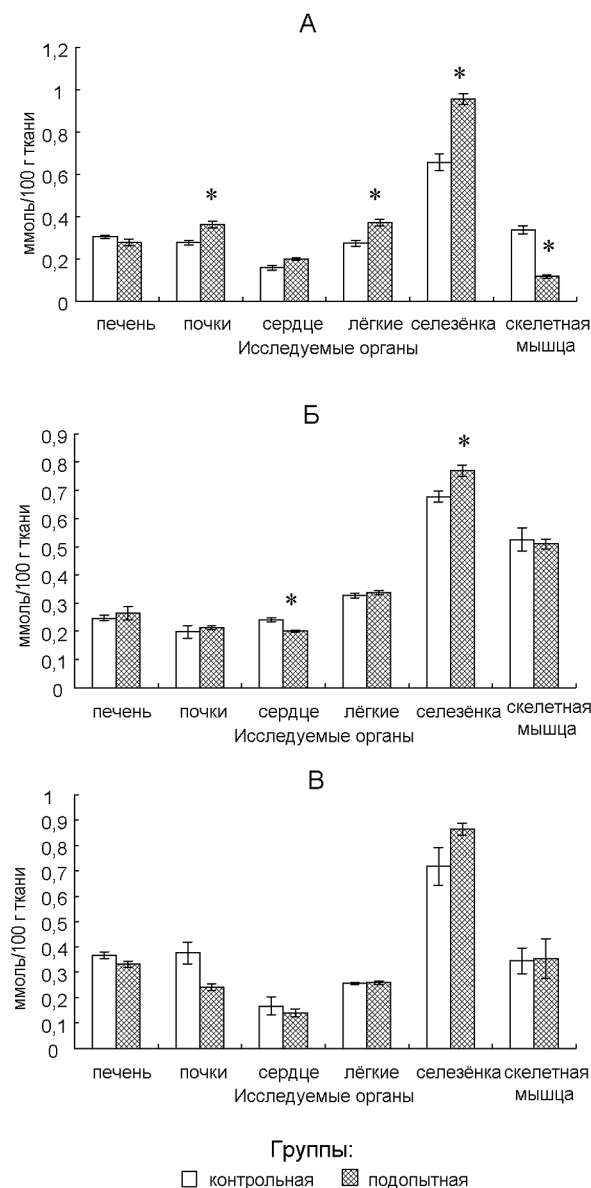 А
1,2
1
0,8
0,6
0,4
0,2
0
ммоль/100 г ткани
* * * *
печень почки сердце лёгкие селезёнка скелетная
мышца
Исследуемые органы
Б
0,9
0,8
0,7
0,6
0,5
0,4
0,3
0,2
0,1
0
ммоль/100 г ткани
* *
печень почки сердце лёгкие селезёнка скелетная
мышца
Исследуемые органы
В
1
0,9
0,8
0,7
0,6
0,5
0,4
0,3
0,2
0,1
0
ммоль/100 г ткани
печень почки сердце лёгкие селезёнка скелетная
мышца
Исследуемые органы
Группы:
контрольная подопытная